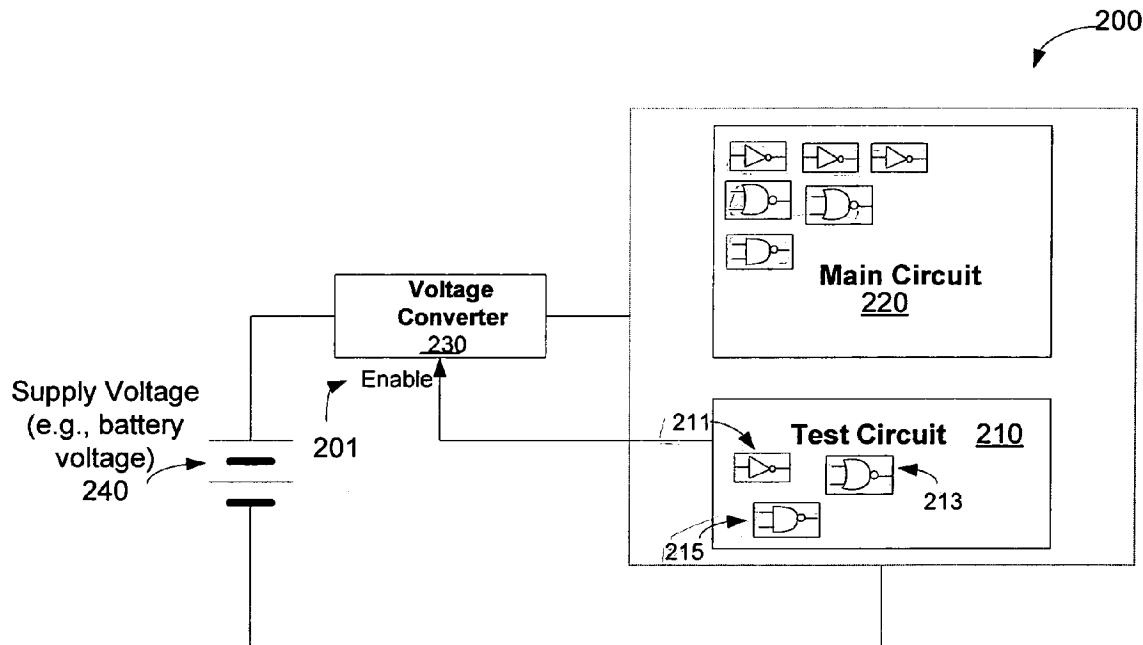 200
Main Circuit
220
Voltage
Converter
230
Enable
201
Supply Voltage
(e.g., battery
voltage)
240
211
Test Circuit 210
213
215